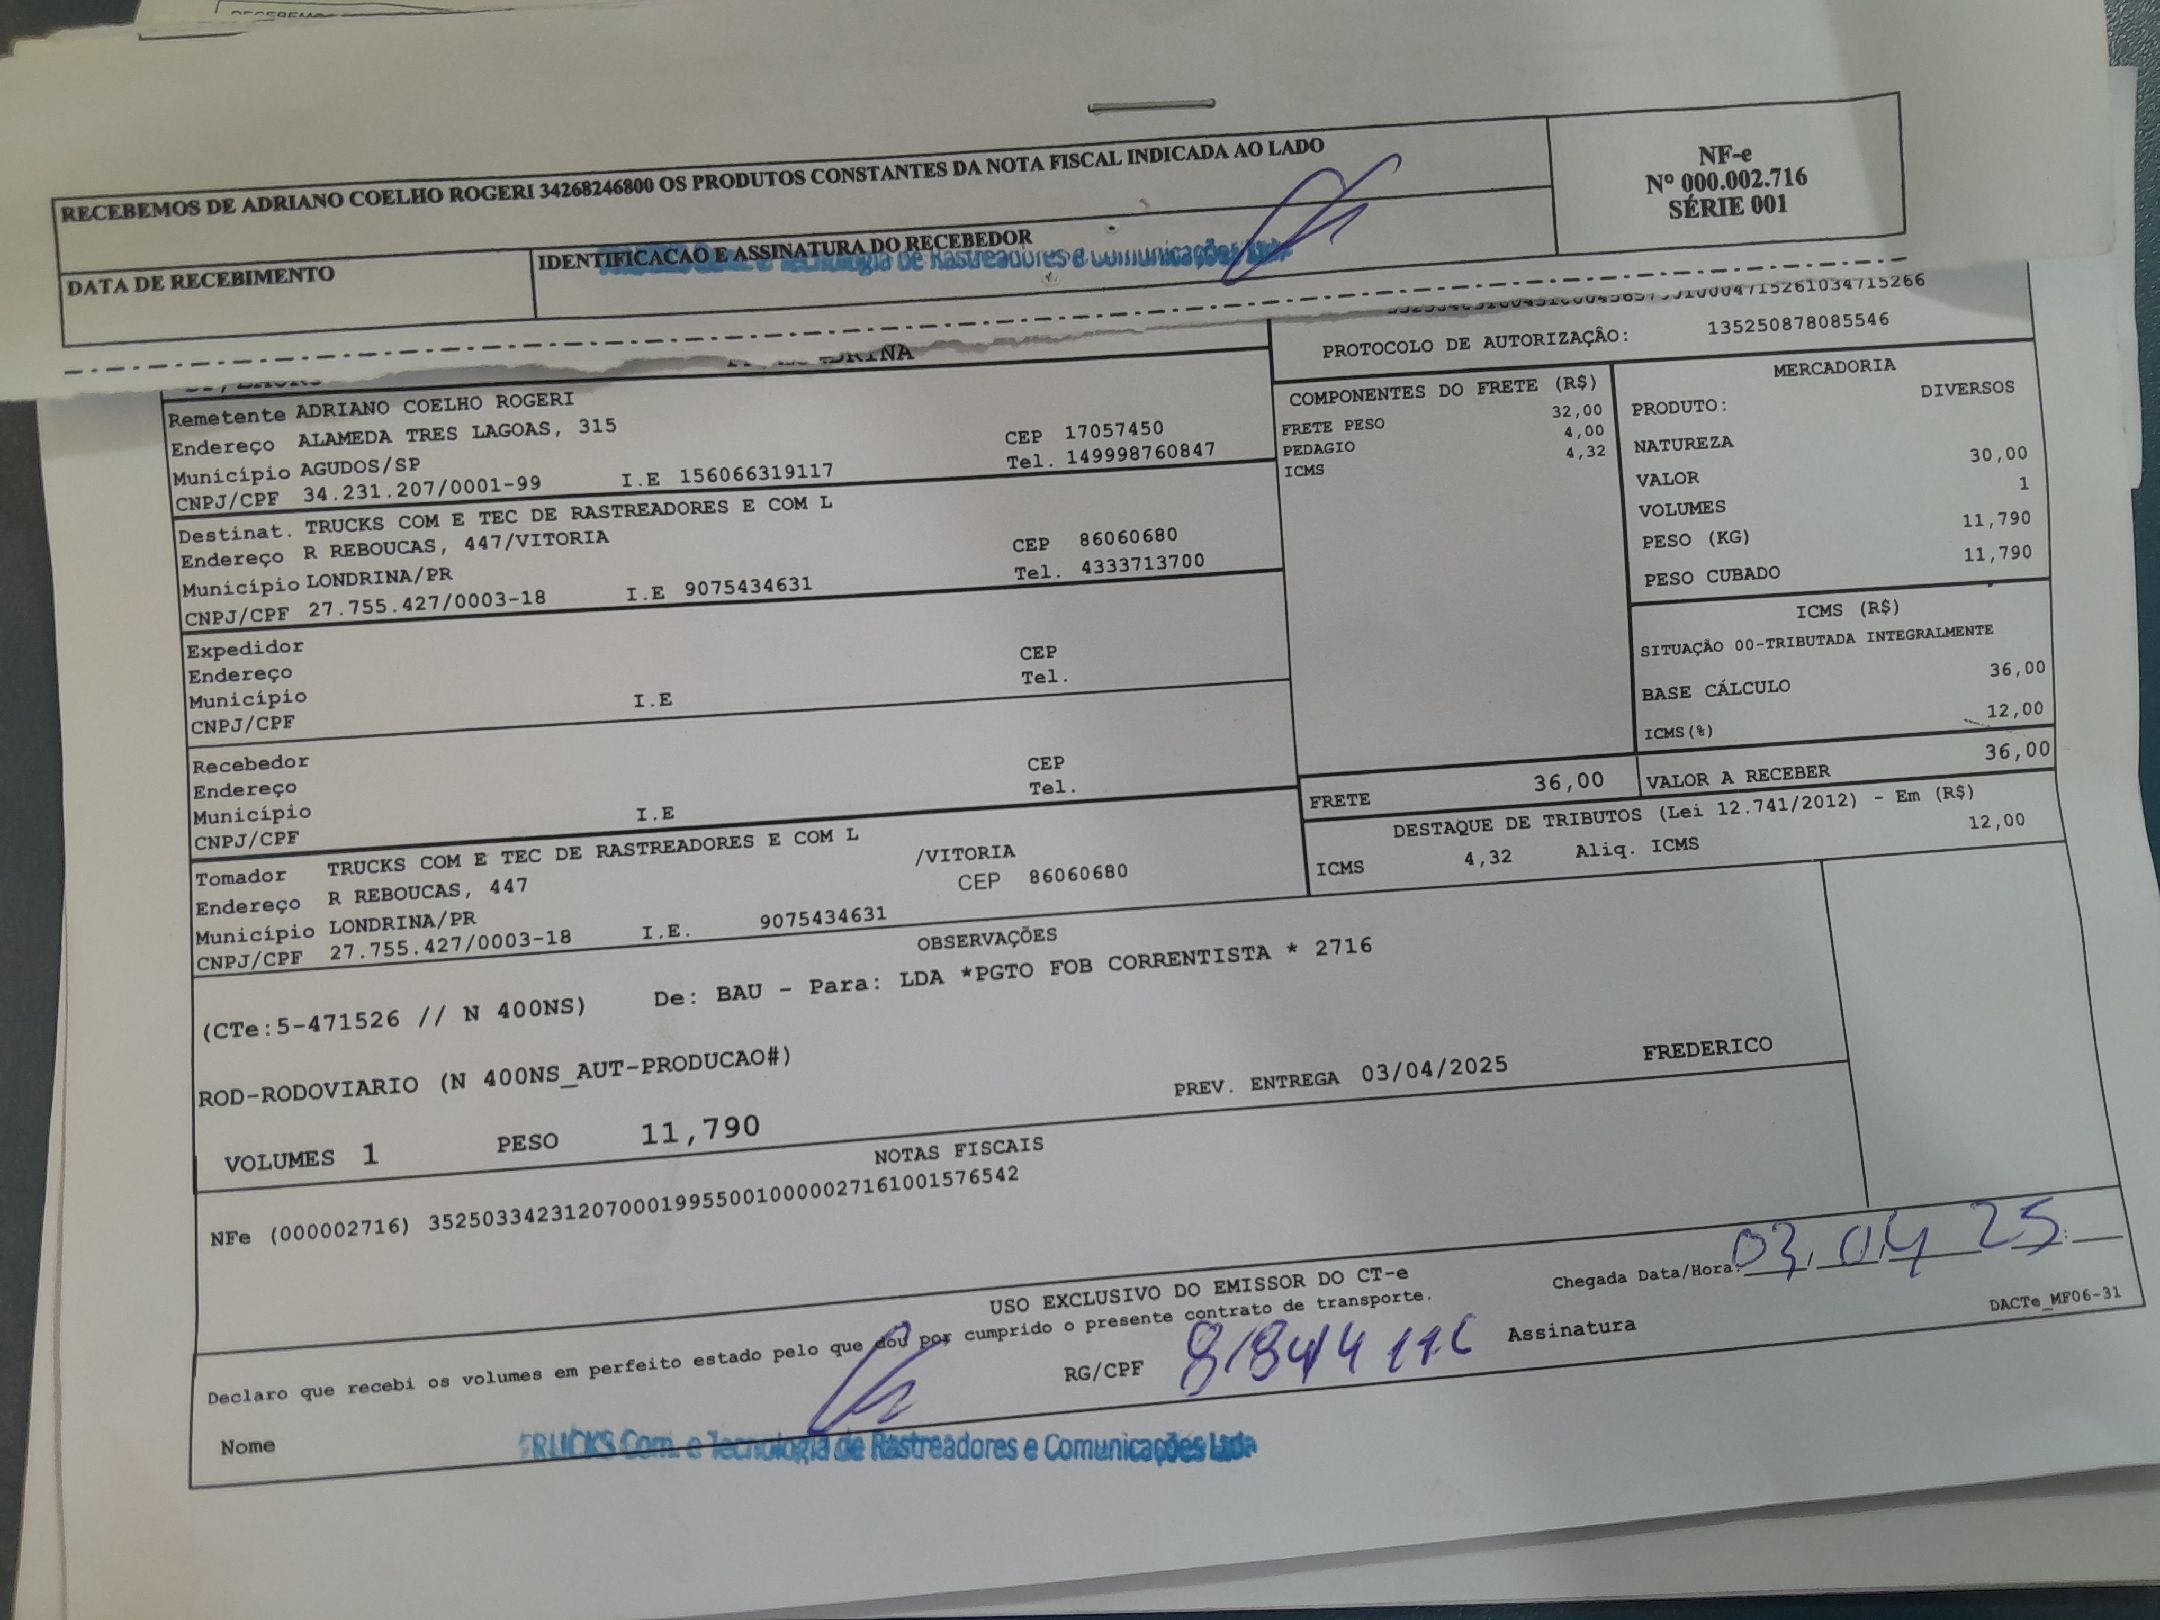 RECEBEMOS DE ADRIANO COELHO ROGERI 34268246800 OS PRODUTOS CONSTANTES DA NOTA FISCAL INDICADA AO LADO
NF-e
Nº 000.002.716
SÉRIE 001
DATA DE RECEBIMENTO
IDENTIFICACAO E ASSINATURA DO RECEBEDOR
e Tecnologia de Rastreadores e Comunicações Ltda
PROTOCOLO DE AUTORIZAÇÃO: 135250878085546
Remetente ADRIANO COELHO ROGERI
Endereço ALAMEDA TRES LAGOAS, 315 CEP 17057450
Município AGUDOS/SP Tel. 149998760847
CNPJ/CPF 34.231.207/0001-99 I.E 156066319117
Destinat. TRUCKS COM E TEC DE RASTREADORES E COM L
Endereço R REBOUCAS, 447/VITORIA CEP 86060680
Município LONDRINA/PR Tel. 4333713700
CNPJ/CPF 27.755.427/0003-18 I.E 9075434631
Expedidor
Endereço CEP
Município Tel.
CNPJ/CPF I.E
Recebedor
Endereço CEP
Município Tel.
CNPJ/CPF I.E
Tomador TRUCKS COM E TEC DE RASTREADORES E COM L
Endereço R REBOUCAS, 447 /VITORIA
Município LONDRINA/PR CEP 86060680
CNPJ/CPF 27.755.427/0003-18 I.E. 9075434631
COMPONENTES DO FRETE (R$)
FRETE PESO 32,00
PEDAGIO 4,00
ICMS 4,32
MERCADORIA
PRODUTO: DIVERSOS
NATUREZA
VALOR 30,00
VOLUMES 1
PESO (KG) 11,790
PESO CUBADO 11,790
ICMS (R$)
SITUAÇÃO 00-TRIBUTADA INTEGRALMENTE
BASE CÁLCULO 36,00
ICMS(%) 12,00
FRETE 36,00
VALOR A RECEBER 36,00
DESTAQUE DE TRIBUTOS (Lei 12.741/2012) - Em (R$)
ICMS 4,32 Aliq. ICMS 12,00
OBSERVAÇÕES
(CTe:5-471526 // N 400NS) De: BAU - Para: LDA *PGTO FOB CORRENTISTA * 2716
ROD-RODOVIARIO (N 400NS_AUT-PRODUCAO#)
PREV. ENTREGA 03/04/2025 FREDERICO
VOLUMES 1 PESO 11,790
NOTAS FISCAIS
NFe (000002716) 35250334231207000199550010000027161001576542
USO EXCLUSIVO DO EMISSOR DO CT-e
Declaro que recebi os volumes em perfeito estado pelo que dou por cumprido o presente contrato de transporte.
Chegada Data/Hora: 03/04 25
DACTe_MF06-31
Nome
RG/CPF
Assinatura
TRUCKS Com. e Tecnologia de Rastreadores e Comunicações Ltda